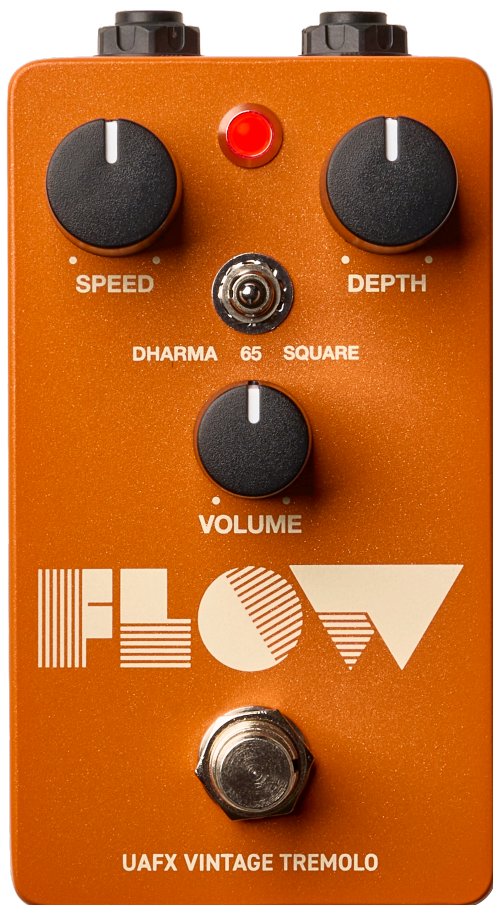 SPEED DEPTH
DHARMA 65 SQUARE
VOLUME
FLOW
UAFX VINTAGE TREMOLO